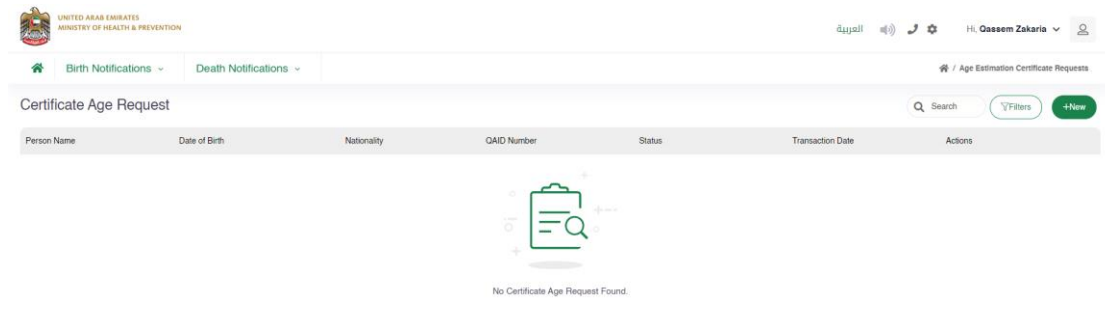 UNITED ARAB EMIRATES
MINISTRY OF HEALTH & PREVENTION
العربية
Hi, Qassem Zakaria
Birth Notifications
Death Notifications
/ Age Estimation Certificate Requests
Certificate Age Request
Search
Filters
+New
Person Name
Date of Birth
Nationality
QAID Number
Status
Transaction Date
Actions
No Certificate Age Request Found.